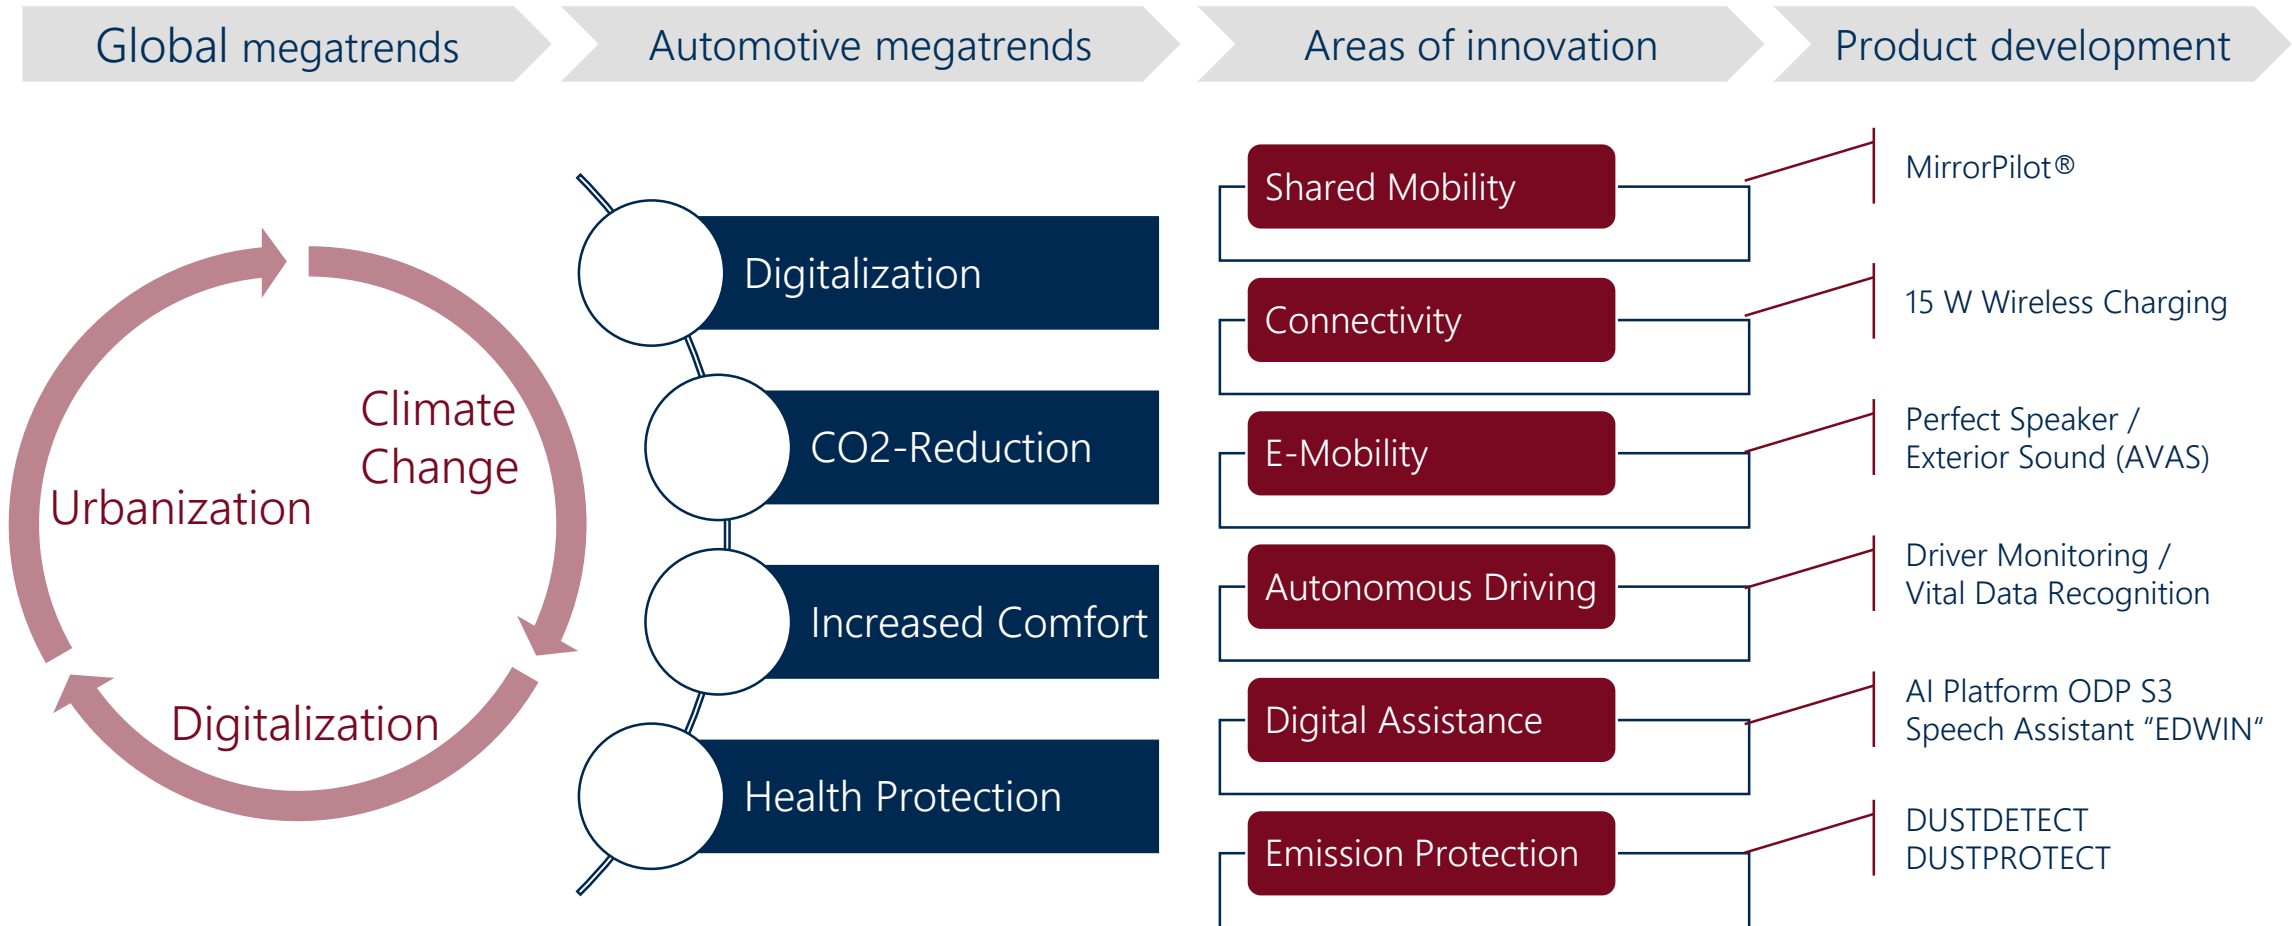 Global megatrends
Automotive megatrends
Areas of innovation
Product development
Climate
Change
Urbanization
Digitalization
Digitalization
CO2-Reduction
Increased Comfort
Health Protection
Shared Mobility
Connectivity
E-Mobility
Autonomous Driving
Digital Assistance
Emission Protection
MirrorPilot®
15 W Wireless Charging
Perfect Speaker /
Exterior Sound (AVAS)
Driver Monitoring /
Vital Data Recognition
AI Platform ODP S3
Speech Assistant “EDWIN“
DUSTDETECT
DUSTPROTECT